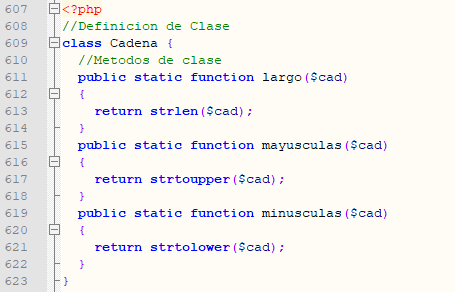 607 <?php
608 //Definicion de Clase
609 class Cadena {
610 //Metodos de clase
611 public static function largo($cad)
612 {
613 return strlen($cad);
614 }
615 public static function mayusculas($cad)
616 {
617 return strtoupper($cad);
618 }
619 public static function minusculas($cad)
620 {
621 return strtolower($cad);
622 }
623 }